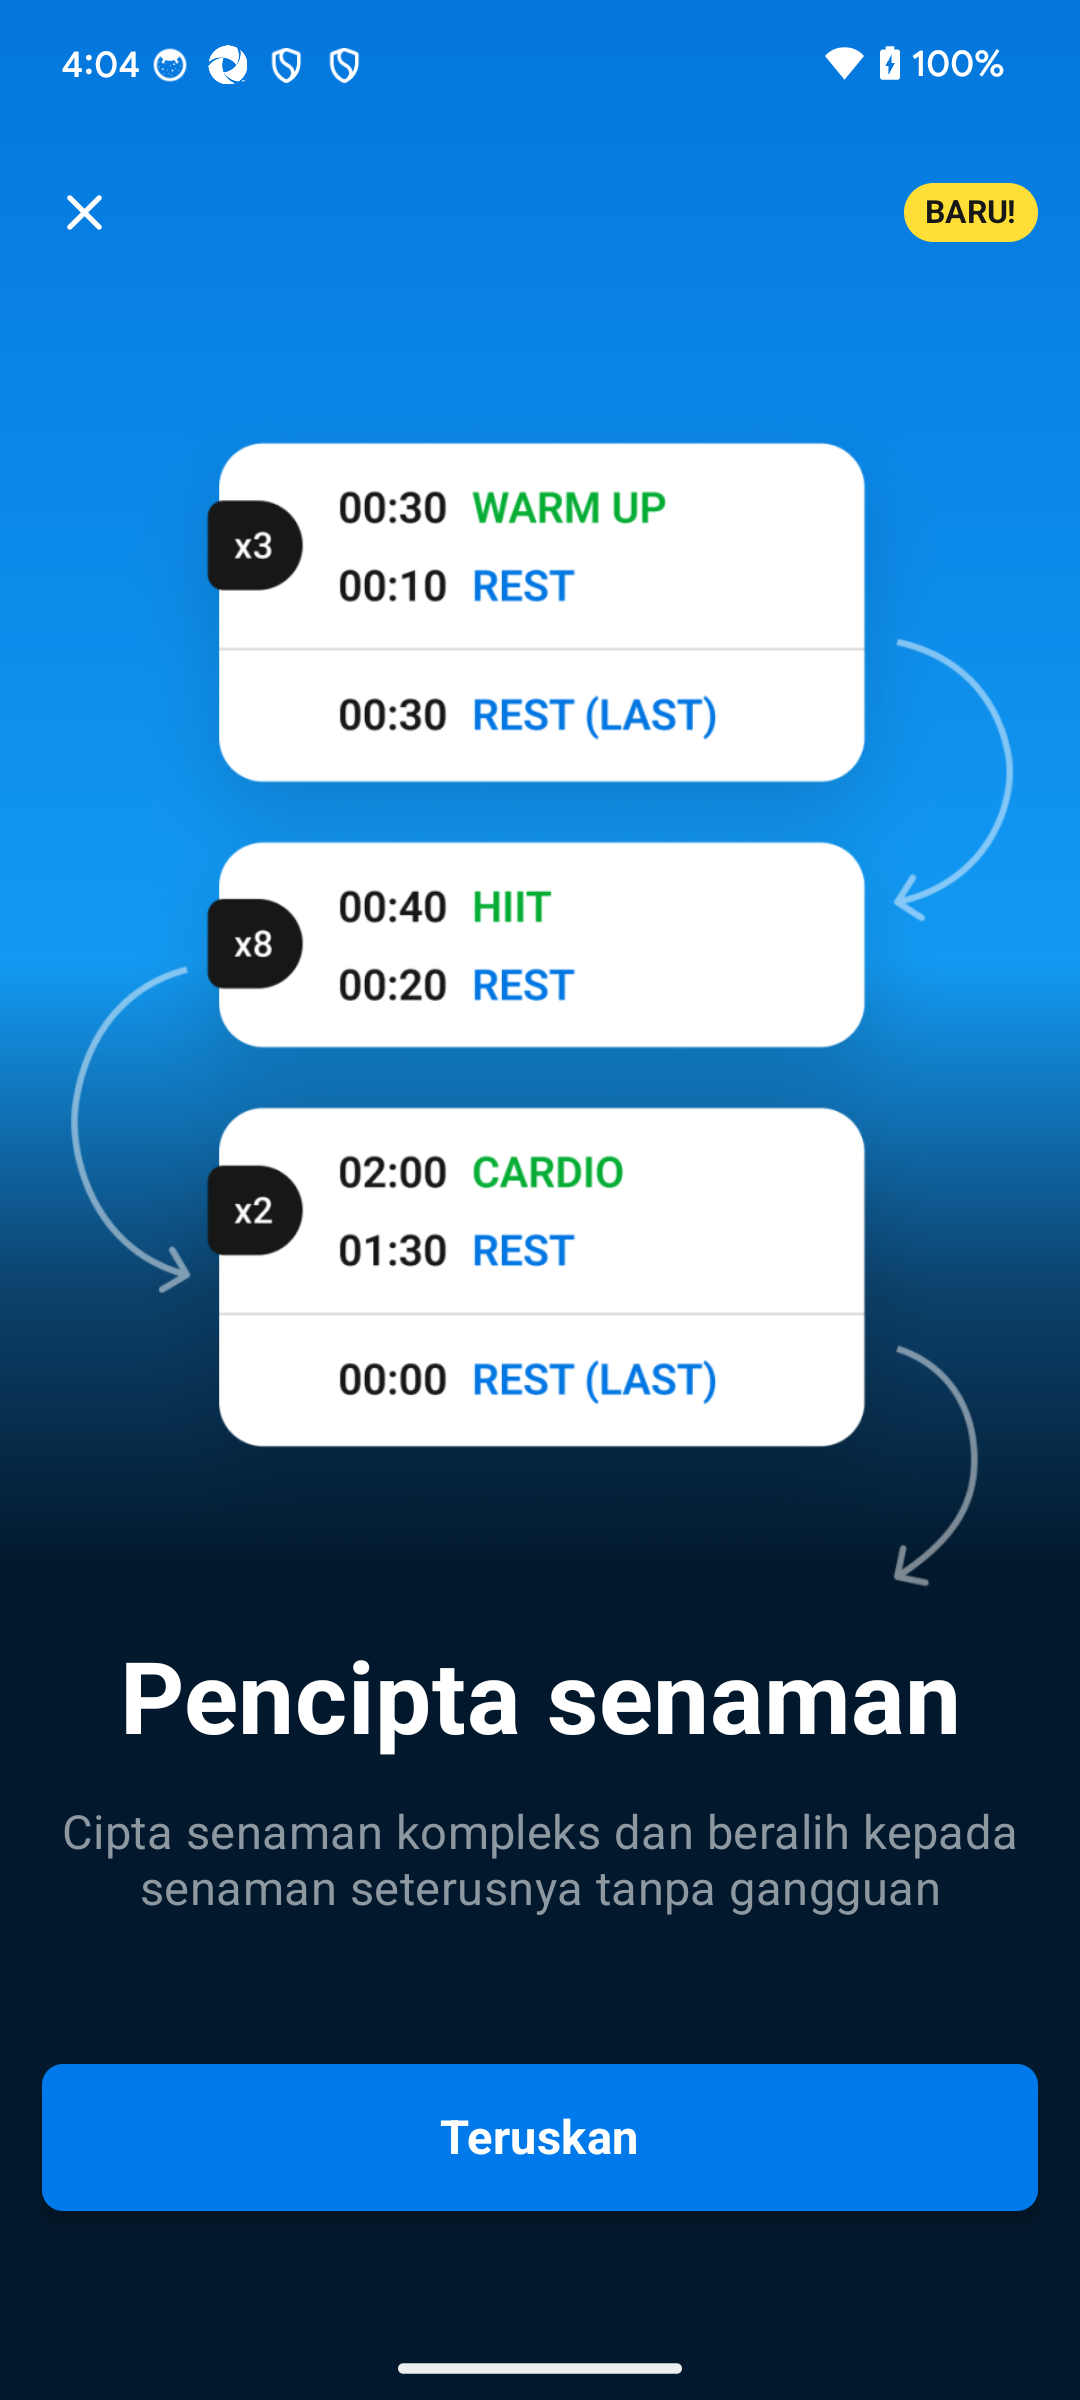 4:04
100%
BARU!
x3
00:30 WARM UP
00:10 REST
00:30 REST (LAST)
x8
00:40 HIIT
00:20 REST
x2
02:00 CARDIO
01:30 REST
00:00 REST (LAST)
Pencipta senaman
Cipta senaman kompleks dan beralih kepada
senaman seterusnya tanpa gangguan
Teruskan